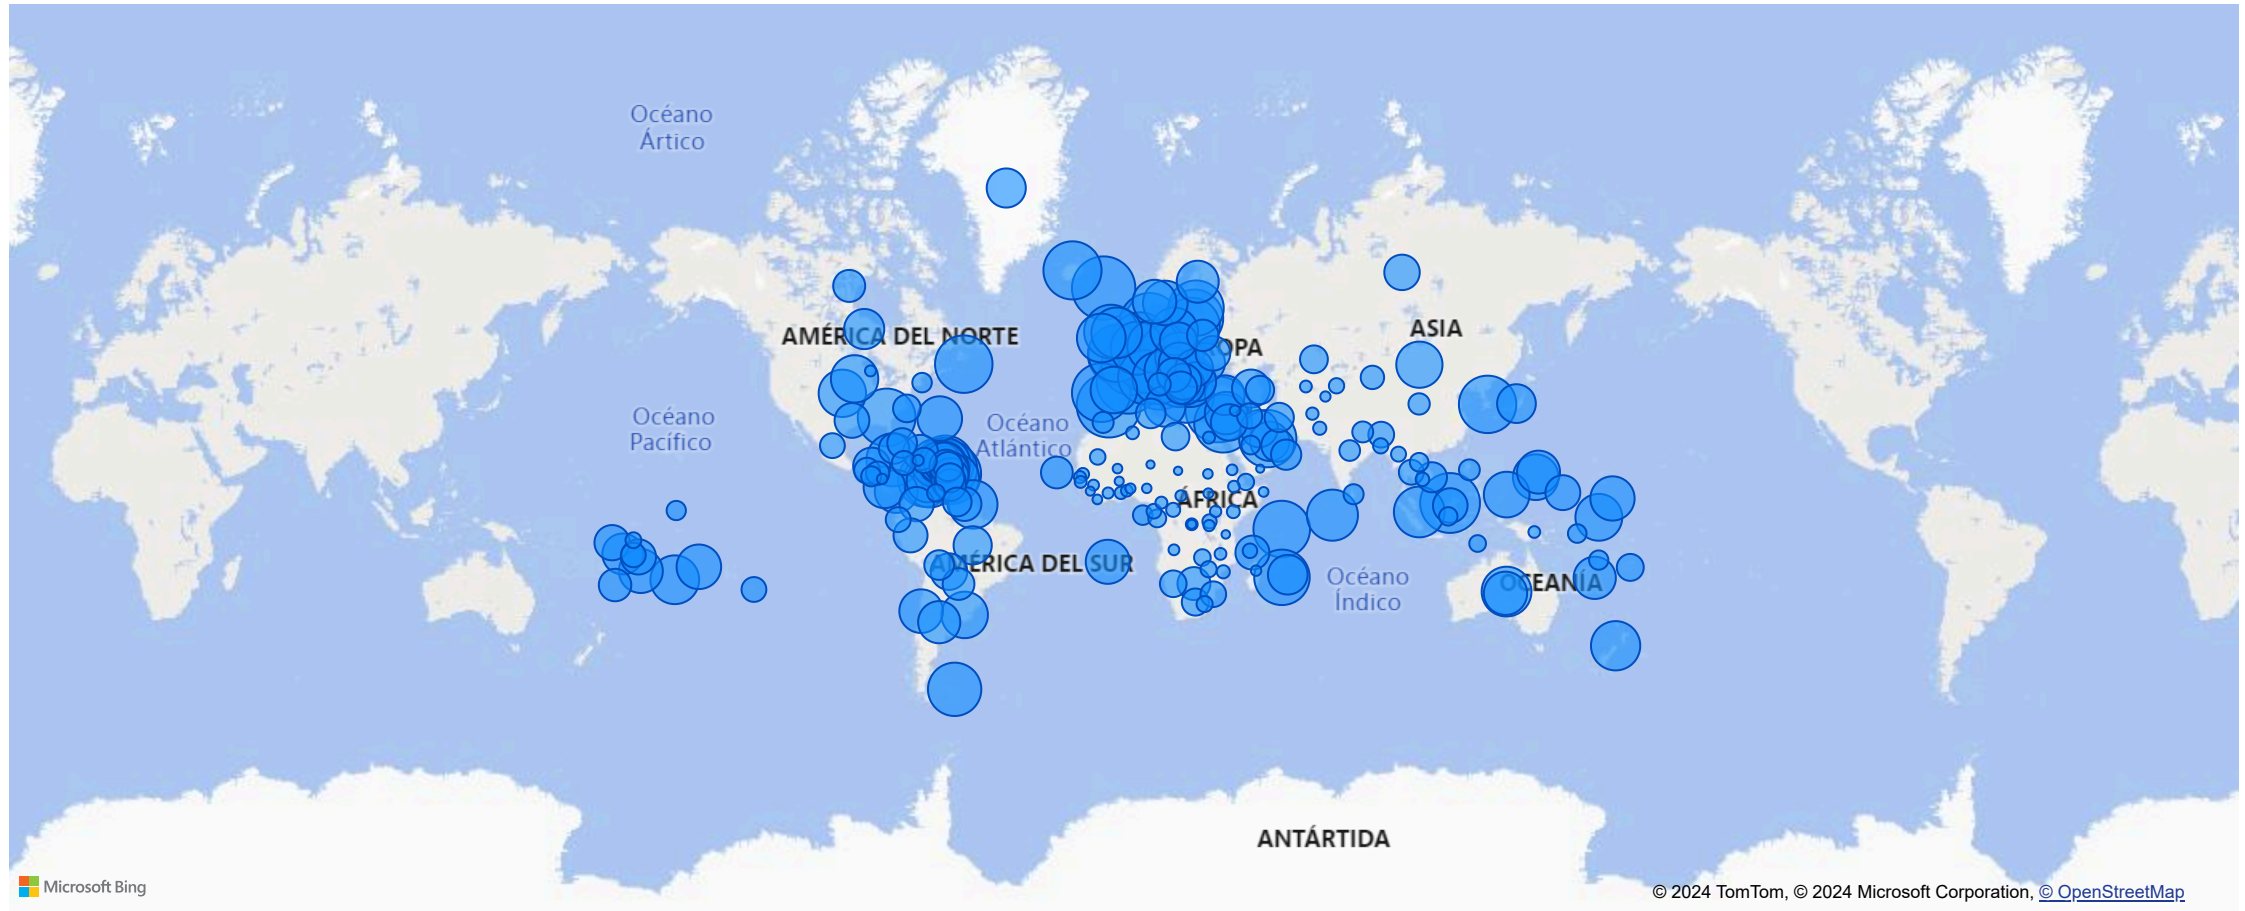 Océano
Ártico
AMÉRICA DEL NORTE
OPA
ASIA
Océano
Pacífico
Océano
Atlántico
ÁFRICA
AMÉRICA DEL SUR
Océano
Índico
OCEANÍA
ANTÁRTIDA
Microsoft Bing
© 2024 TomTom, © 2024 Microsoft Corporation, © OpenStreetMap